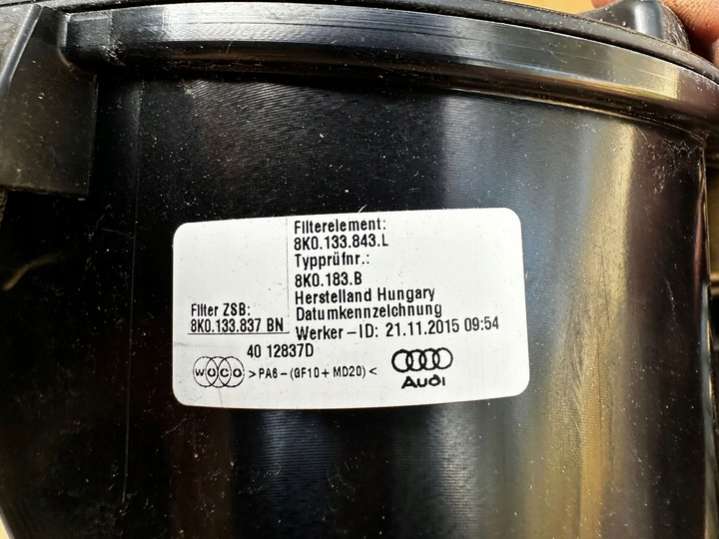 Filterelement:
8K0.133.843.L
Typprüfnr.:
8K0.183.B
Herstelland Hungary
Datumkennzeichnung
Werker-ID: 21.11.2015 09:54
Filter ZSB:
8K0.133.837 BN
40 12837D
WOCO >PA6-(GF10+MD20)<
Audi